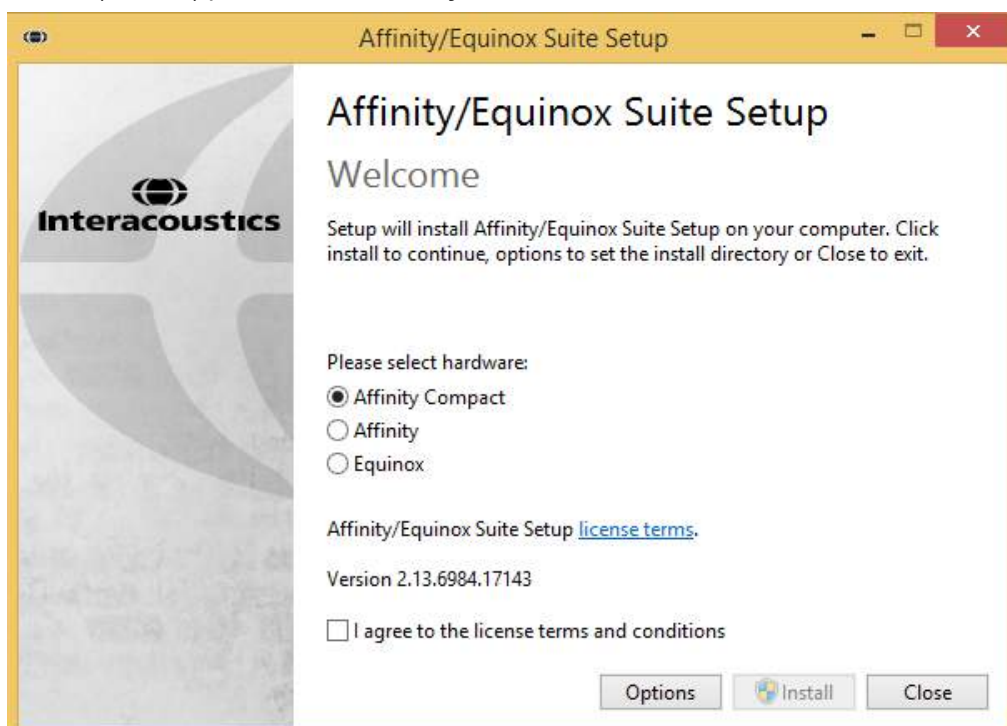 Affinity/Equinox Suite Setup
Affinity/Equinox Suite Setup
Welcome
Interacoustics
Setup will install Affinity/Equinox Suite Setup on your computer. Click
install to continue, options to set the install directory or Close to exit.
Please select hardware:
Affinity Compact
Affinity
Equinox
Affinity/Equinox Suite Setup license terms.
Version 2.13.6984.17143
I agree to the license terms and conditions
Options Install Close